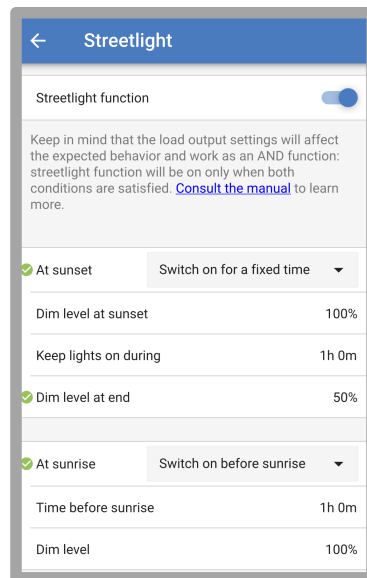 Streetlight
Streetlight function
Keep in mind that the load output settings will affect
the expected behavior and work as an AND function:
streetlight function will be on only when both
conditions are satisfied. Consult the manual to learn
more.
At sunset Switch on for a fixed time
Dim level at sunset 100%
Keep lights on during 1h 0m
Dim level at end 50%
At sunrise Switch on before sunrise
Time before sunrise 1h 0m
Dim level 100%